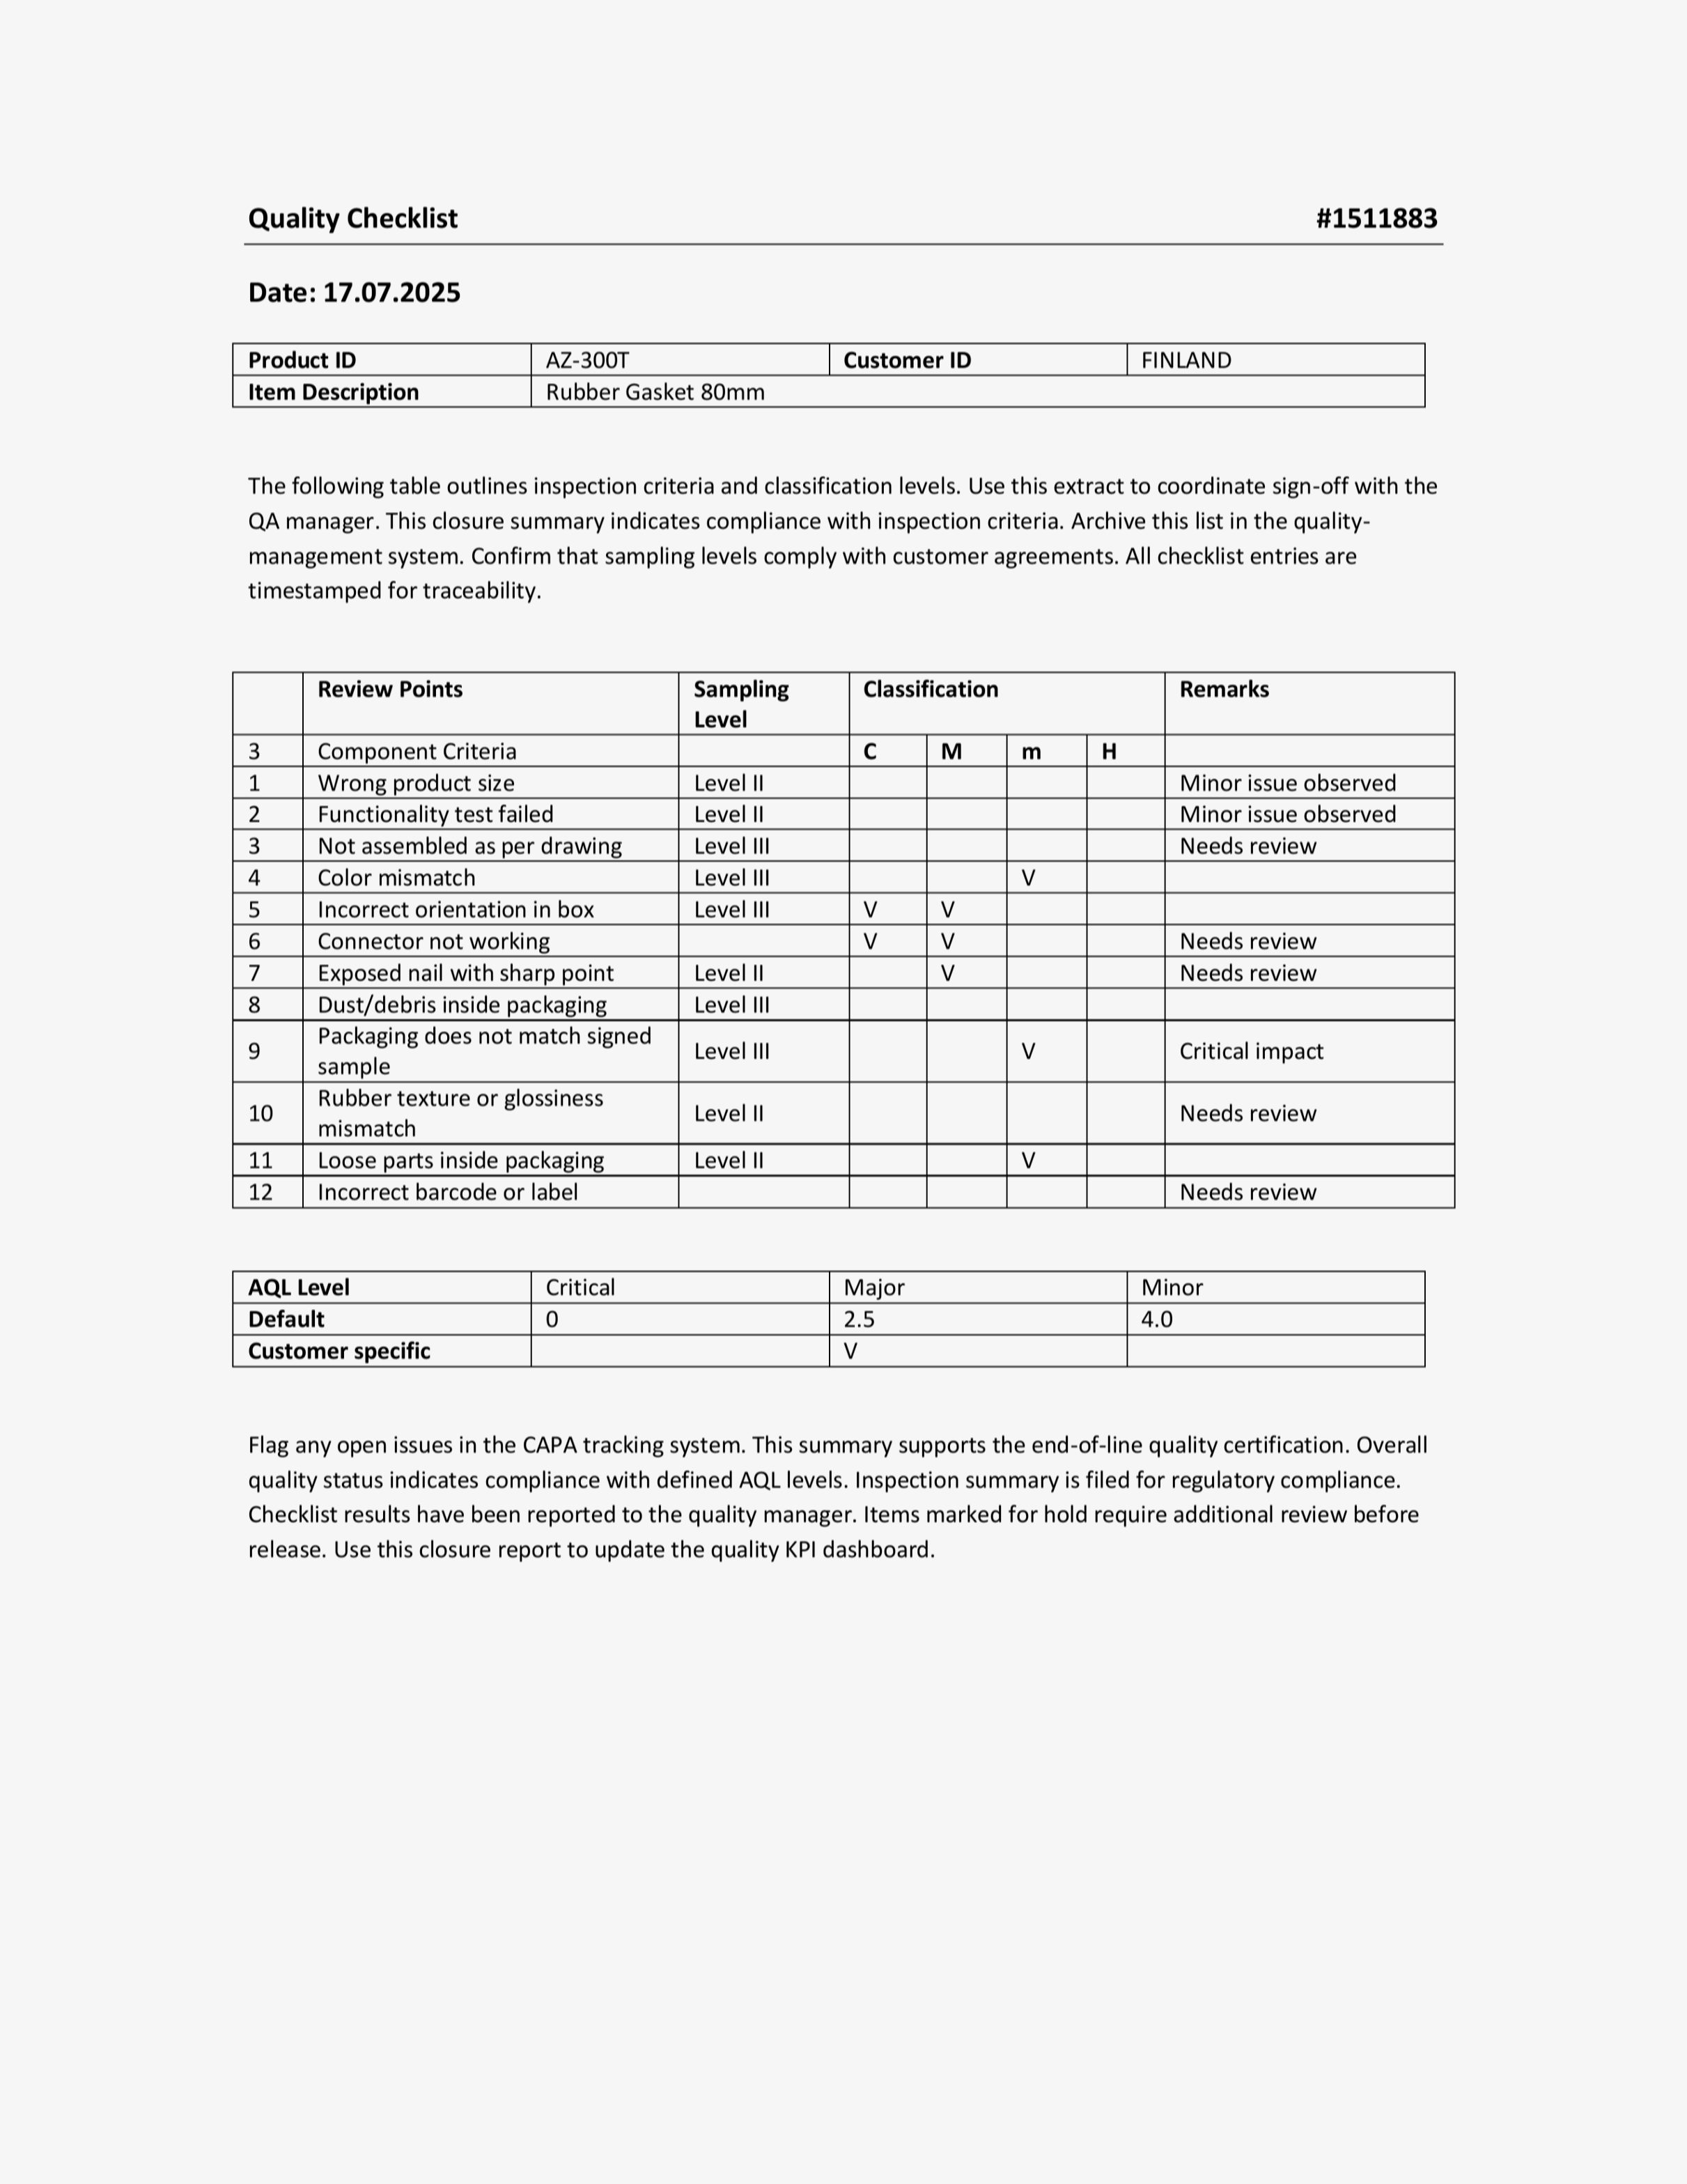 Quality Checklist #1511883
Date: 17.07.2025
Product ID AZ-300T Customer ID FINLAND
Item Description Rubber Gasket 80mm
The following table outlines inspection criteria and classification levels. Use this extract to coordinate sign-off with the
QA manager. This closure summary indicates compliance with inspection criteria. Archive this list in the quality-
management system. Confirm that sampling levels comply with customer agreements. All checklist entries are
timestamped for traceability.
Review Points Sampling Level Classification Remarks
3 Component Criteria C M m H
1 Wrong product size Level II Minor issue observed
2 Functionality test failed Level II Minor issue observed
3 Not assembled as per drawing Level III Needs review
4 Color mismatch Level III V
5 Incorrect orientation in box Level III V V
6 Connector not working V V Needs review
7 Exposed nail with sharp point Level II V Needs review
8 Dust/debris inside packaging Level III
9 Packaging does not match signed sample Level III V Critical impact
10 Rubber texture or glossiness mismatch Level II Needs review
11 Loose parts inside packaging Level II V
12 Incorrect barcode or label Needs review
AQL Level Critical Major Minor
Default 0 2.5 4.0
Customer specific V
Flag any open issues in the CAPA tracking system. This summary supports the end-of-line quality certification. Overall
quality status indicates compliance with defined AQL levels. Inspection summary is filed for regulatory compliance.
Checklist results have been reported to the quality manager. Items marked for hold require additional review before
release. Use this closure report to update the quality KPI dashboard.